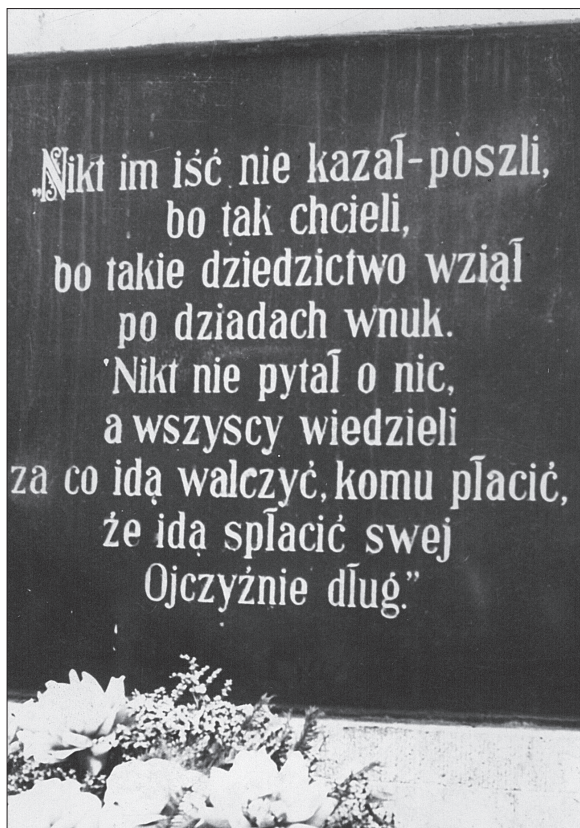 „Nikt im iść nie kazał-poszli,
bo tak chcieli,
bo takie dziedzictwo wziął
po dziadach wnuk.
Nikt nie pytał o nic,
a wszyscy wiedzieli
za co idą walczyć, komu płacić,
że idą spłacić swej
Ojczyźnie dług.”